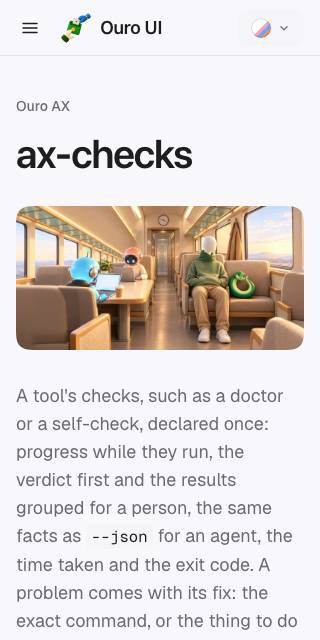 Ouro UI
Ouro AX
ax-checks
A tool's checks, such as a doctor
or a self-check, declared once:
progress while they run, the
verdict first and the results
grouped for a person, the same
facts as --json for an agent, the
time taken and the exit code. A
problem comes with its fix: the
exact command, or the thing to do